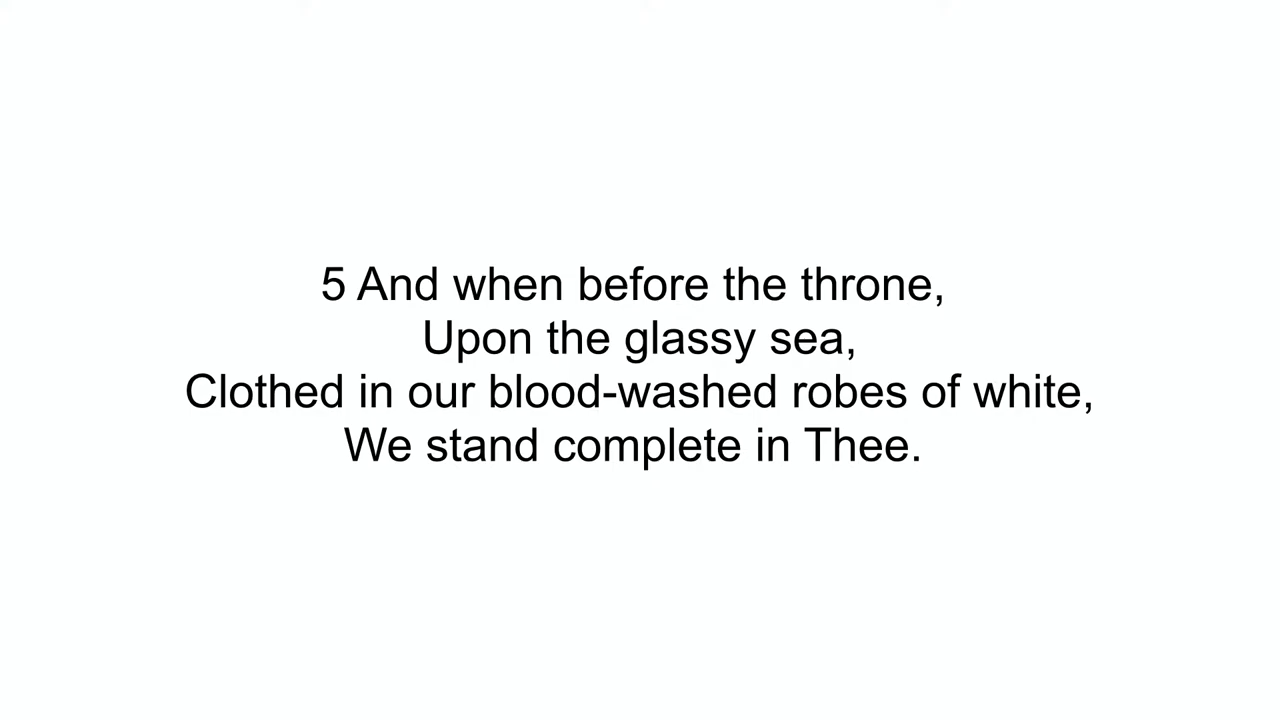 5 And when before the throne,
Upon the glassy sea,
Clothed in our blood-washed robes of white,
We stand complete in Thee.